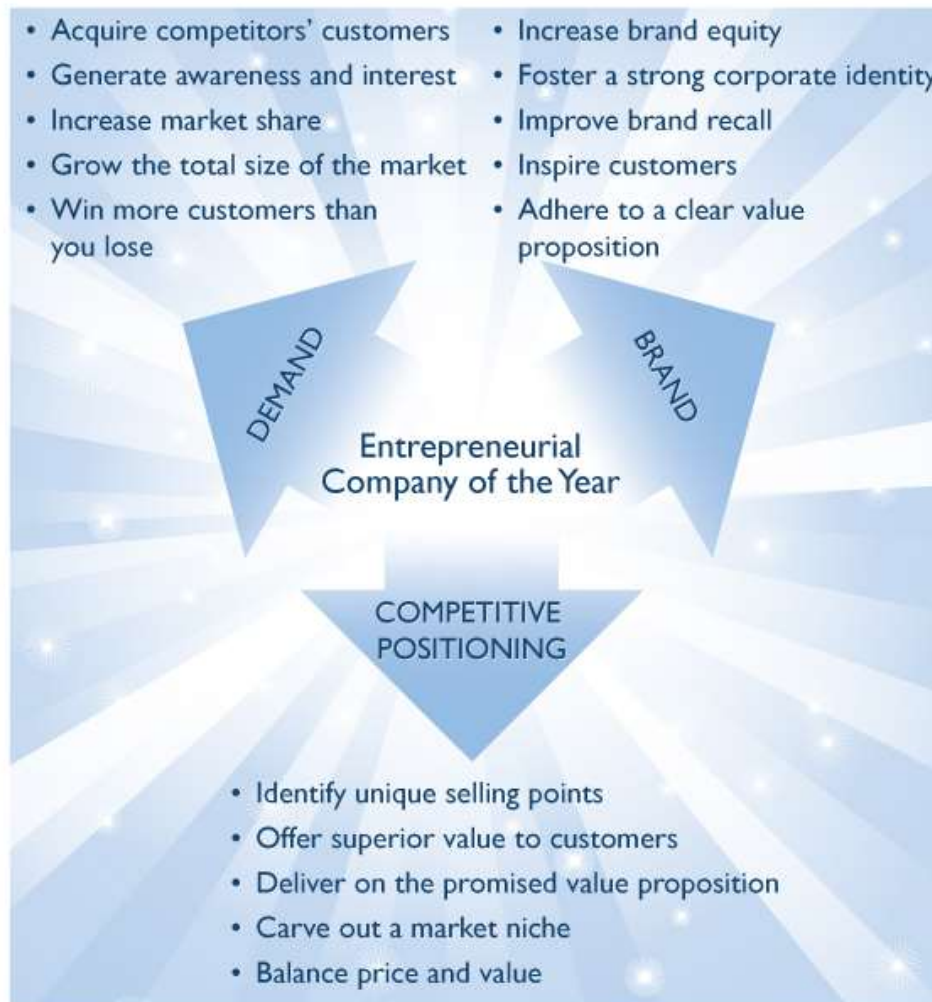 • Acquire competitors' customers
• Generate awareness and interest
• Increase market share
• Grow the total size of the market
• Win more customers than
you lose
• Increase brand equity
• Foster a strong corporate identity
• Improve brand recall
• Inspire customers
• Adhere to a clear value
proposition
DEMAND
BRAND
Entrepreneurial
Company of the Year
COMPETITIVE
POSITIONING
• Identify unique selling points
• Offer superior value to customers
• Deliver on the promised value proposition
• Carve out a market niche
• Balance price and value